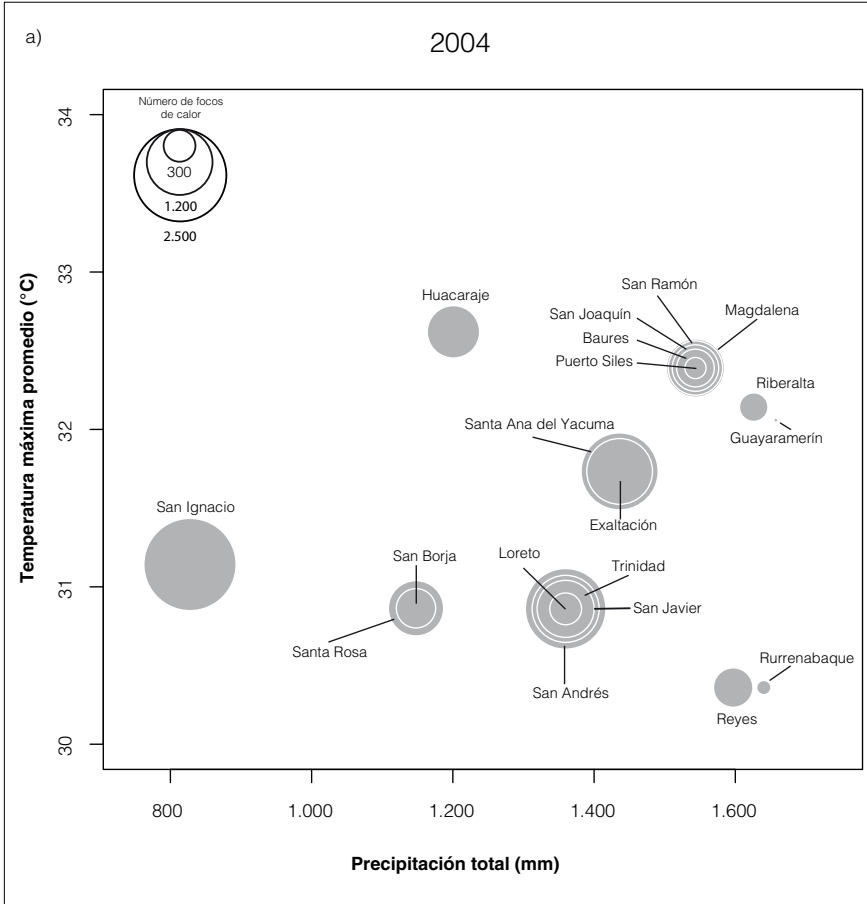 a)
2004
Número de focos
de calor
300
1.200
2.500
Temperatura máxima promedio (°C)
34
33
32
31
30
Huacaraje
San Ramón
San Joaquín
Magdalena
Baures
Puerto Siles
Riberalta
Guayaramerín
Santa Ana del Yacuma
Exaltación
San Ignacio
San Borja
Santa Rosa
Loreto
Trinidad
San Javier
San Andrés
Rurrenabaque
Reyes
800
1.000
1.200
1.400
1.600
Precipitación total (mm)